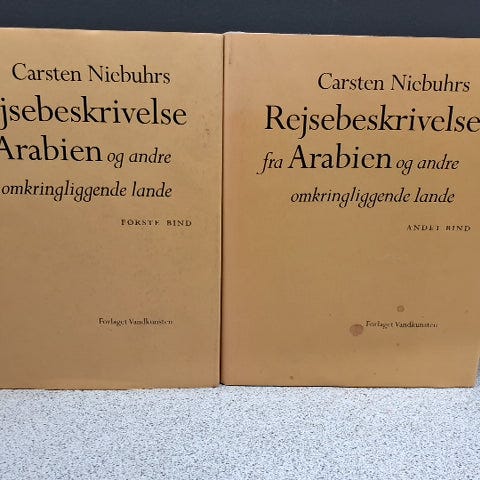 Carsten Niebuhrs
jsebeskrivelse
Arabien og andre
omkringliggende lande
FØRSTE BIND
Forlaget Vandkunsten
Carsten Niebuhrs
Rejsebeskrivelse
fra Arabien og andre
omkringliggende lande
ANDET BIND
Forlaget Vandkunsten